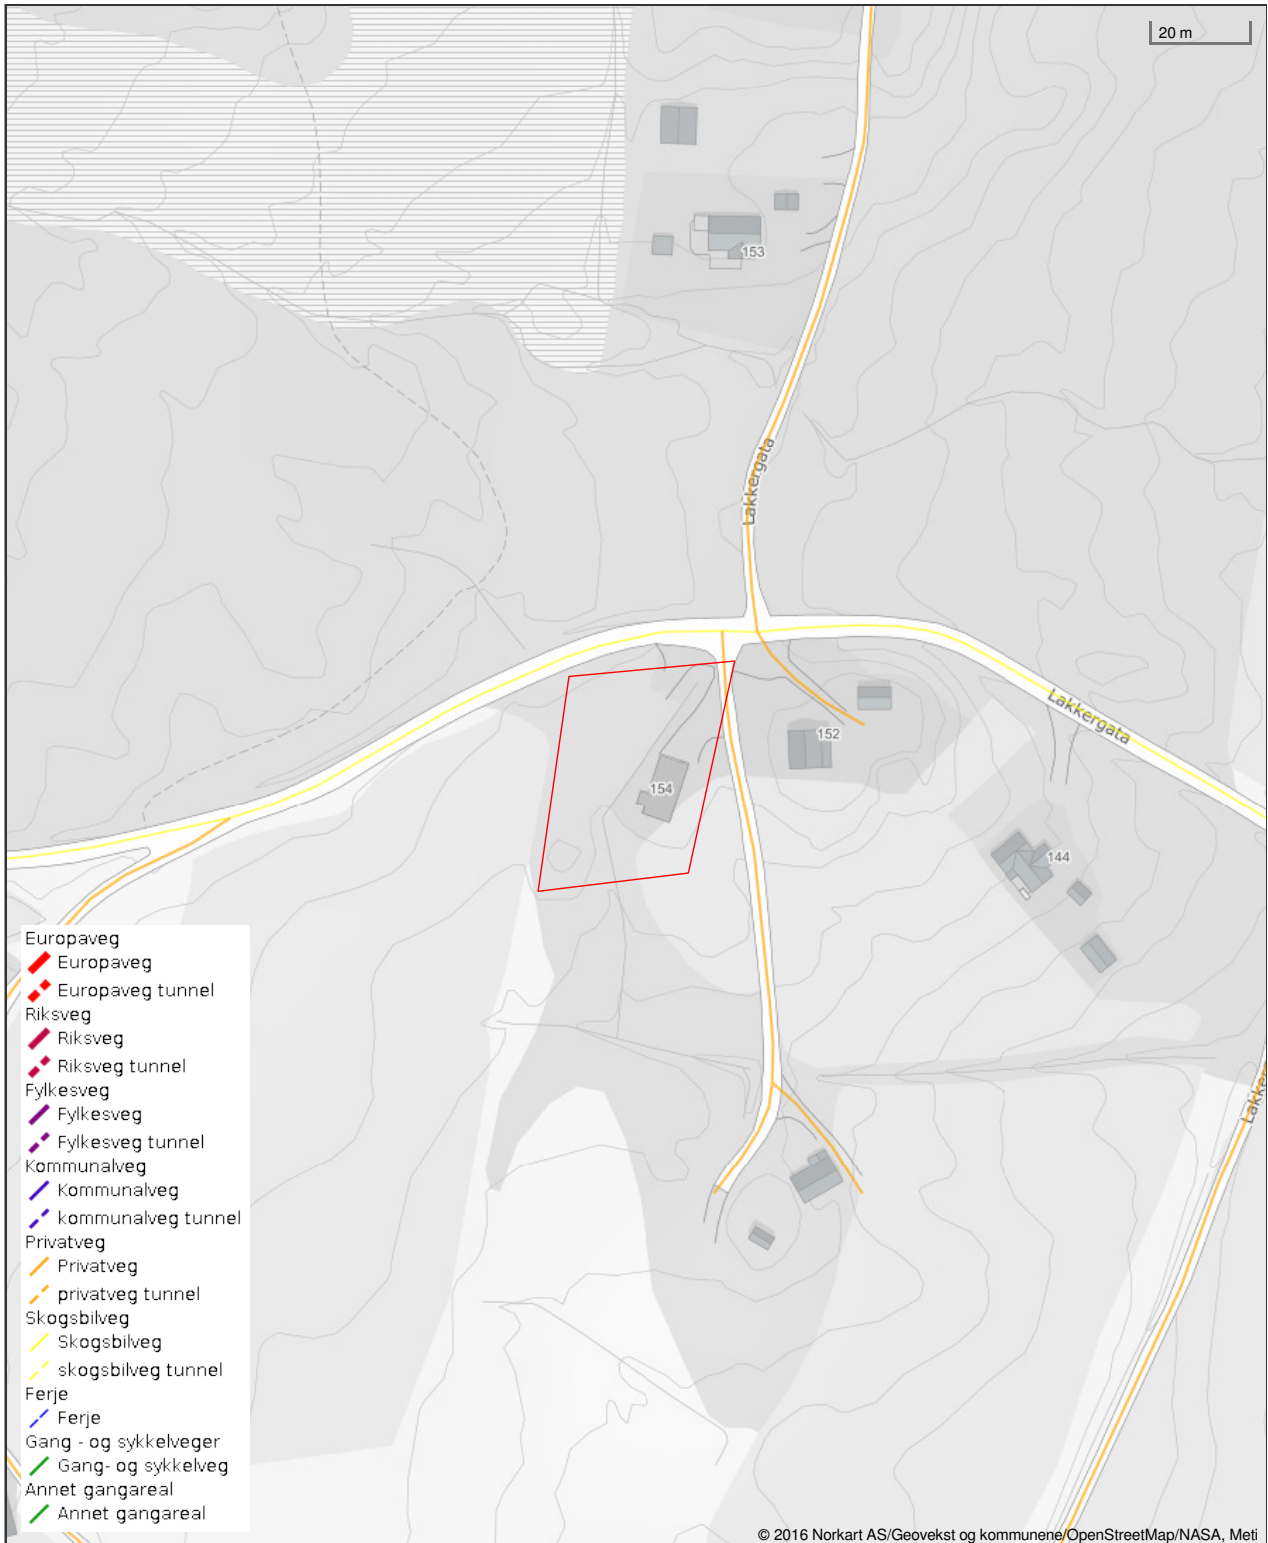 20 m
153
Lakkergata
152
Lakkergata
154
144
Europaveg
Europaveg
Europaveg tunnel
Riksveg
Riksveg
Riksveg tunnel
Fylkesveg
Fylkesveg
Fylkesveg tunnel
Kommunalveg
Kommunalveg
kommunalveg tunnel
Privatveg
Privatveg
privatveg tunnel
Skogsbilveg
Skogsbilveg
skogsbilveg tunnel
Ferje
Ferje
Gang - og sykkelveger
Gang- og sykkelveg
Annet gangareal
Annet gangareal
Lakker
© 2016 Norkart AS/Geovekst og kommunene/OpenStreetMap/NASA, Meti